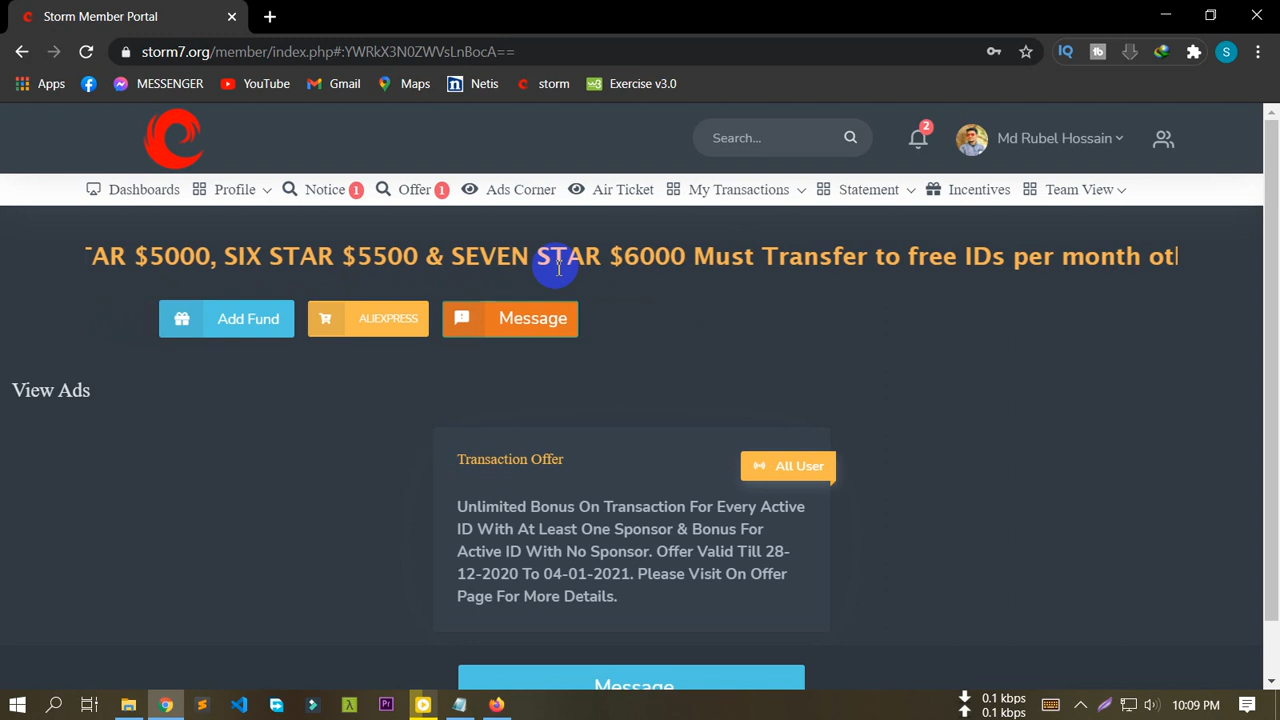 Storm Member Portal
storm7.org/member/index.php#:YWRkX3N0ZWVsLnBocA==
IQ
tb
S
Apps
MESSENGER
YouTube
Gmail
Maps
n Netis
storm
w3 Exercise v3.0
Search...
2
Md Rubel Hossain
Dashboards
Profile
Notice 1
Offer 1
Ads Corner
Air Ticket
My Transactions
Statement
Incentives
Team View
AR $5000, SIX STAR $5500 & SEVEN STAR $6000 Must Transfer to free IDs per month
Add Fund
ALIEXPRESS
Message
View Ads
Transaction Offer
All User
Unlimited Bonus On Transaction For Every Active
ID With At Least One Sponsor & Bonus For
Active ID With No Sponsor. Offer Valid Till 28-
12-2020 To 04-01-2021. Please Visit On Offer
Page For More Details.
Message
Pr
0.1 kbps
0.1 kbps
10:09 PM